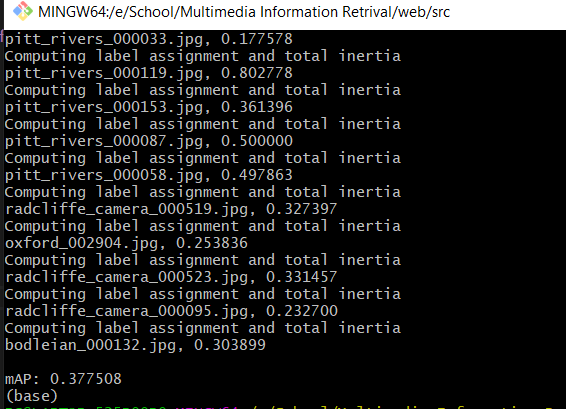 MINGW64:/e/School/Multimedia Information Retrival/web/src
pitt_rivers_000033.jpg, 0.177578
Computing label assignment and total inertia
pitt_rivers_000119.jpg, 0.802778
Computing label assignment and total inertia
pitt_rivers_000153.jpg, 0.361396
Computing label assignment and total inertia
pitt_rivers_000087.jpg, 0.500000
Computing label assignment and total inertia
pitt_rivers_000058.jpg, 0.497863
Computing label assignment and total inertia
radcliffe_camera_000519.jpg, 0.327397
Computing label assignment and total inertia
oxford_002904.jpg, 0.253836
Computing label assignment and total inertia
radcliffe_camera_000523.jpg, 0.331457
Computing label assignment and total inertia
radcliffe_camera_000095.jpg, 0.232700
Computing label assignment and total inertia
bodleian_000132.jpg, 0.303899
mAP: 0.377508
(base)